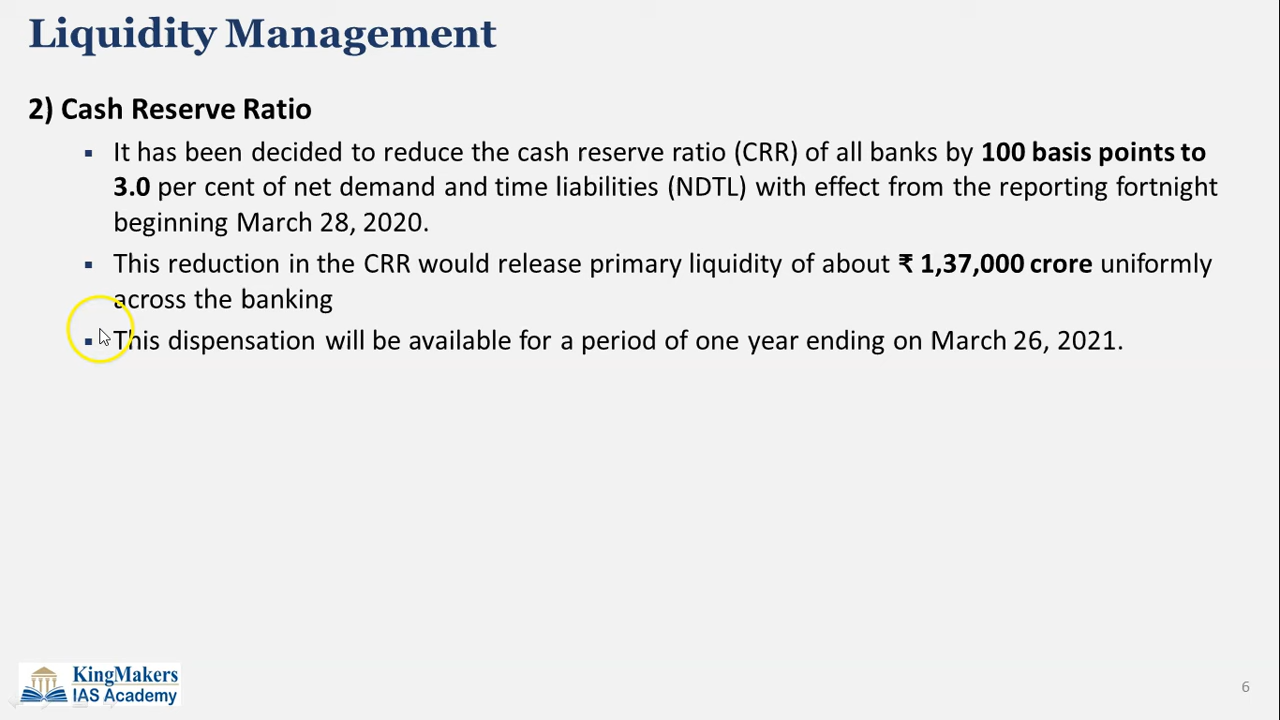 Liquidity Management
2) Cash Reserve Ratio
▪ It has been decided to reduce the cash reserve ratio (CRR) of all banks by 100 basis points to
3.0 per cent of net demand and time liabilities (NDTL) with effect from the reporting fortnight
beginning March 28, 2020.
▪ This reduction in the CRR would release primary liquidity of about ₹ 1,37,000 crore uniformly
across the banking
▪ This dispensation will be available for a period of one year ending on March 26, 2021.
KingMakers
IAS Academy
6